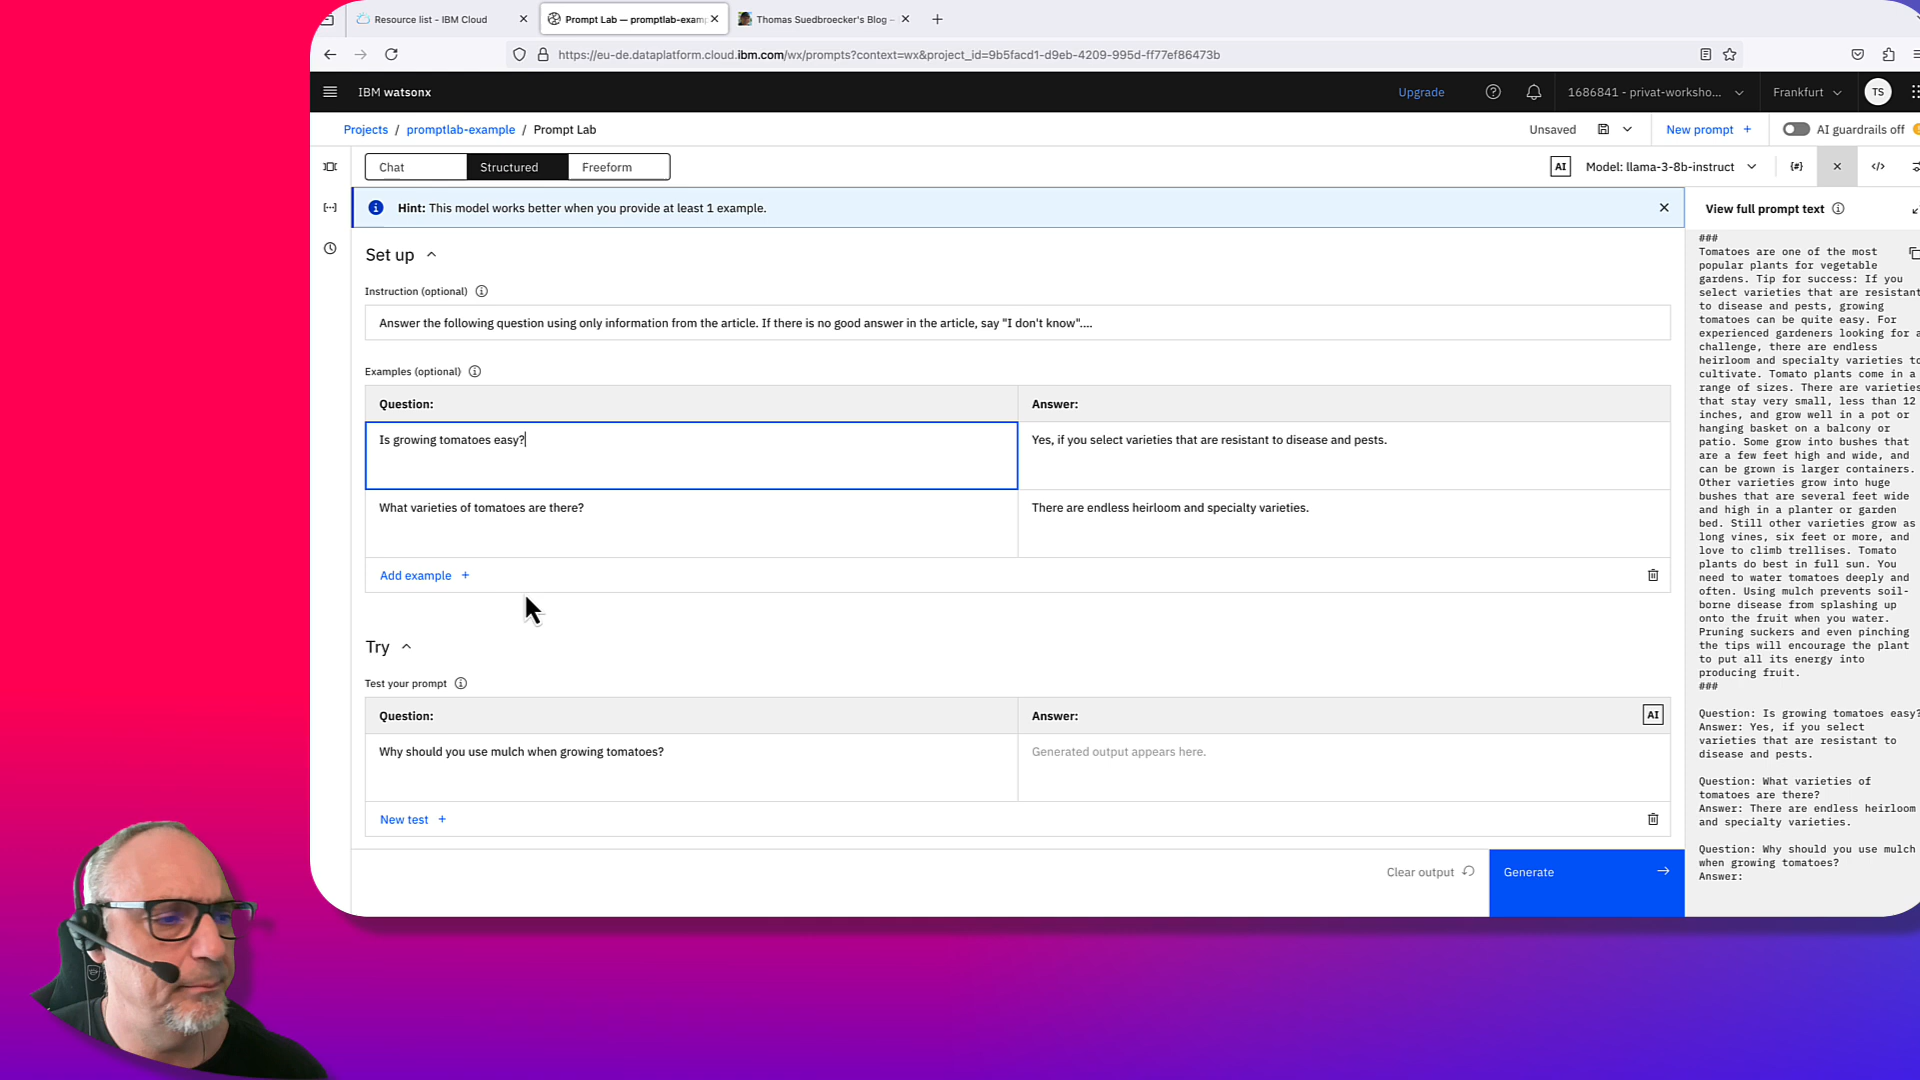 Resource list - IBM Cloud
Prompt Lab — promptlab-exam
Thomas Suedbroecker's Blog –
https://eu-de.dataplatform.cloud.ibm.com/wx/prompts?context=wx&project_id=9b5facd1-d9eb-4209-995d-ff77ef86473b
IBM watsonx
Upgrade
1686841 - privat-worksho...
Frankfurt
TS
Projects / promptlab-example / Prompt Lab
Unsaved
New prompt +
AI guardrails off
Chat
Structured
Freeform
AI
Model: llama-3-8b-instruct
{#}
</>
Hint: This model works better when you provide at least 1 example.
Set up
Instruction (optional)
Answer the following question using only information from the article. If there is no good answer in the article, say "I don't know"....
Examples (optional)
Question:
Answer:
Is growing tomatoes easy?
Yes, if you select varieties that are resistant to disease and pests.
What varieties of tomatoes are there?
There are endless heirloom and specialty varieties.
Add example +
Try
Test your prompt
Question:
Answer:
AI
Why should you use mulch when growing tomatoes?
Generated output appears here.
New test +
Clear output
Generate
View full prompt text
###
Tomatoes are one of the most
popular plants for vegetable
gardens. Tip for success: If you
select varieties that are resistant
to disease and pests, growing
tomatoes can be quite easy. For
experienced gardeners looking for a
challenge, there are endless
heirloom and specialty varieties to
cultivate. Tomato plants come in a
range of sizes. There are varieties
that stay very small, less than 12
inches, and grow well in a pot or
hanging basket on a balcony or
patio. Some grow into bushes that
are a few feet high and wide, and
can be grown is larger containers.
Other varieties grow into huge
bushes that are several feet wide
and high in a planter or garden
bed. Still other varieties grow as
long vines, six feet or more, and
love to climb trellises. Tomato
plants do best in full sun. You
need to water tomatoes deeply and
often. Using mulch prevents soil-
borne disease from splashing up
onto the fruit when you water.
Pruning suckers and even pinching
the tips will encourage the plant
to put all its energy into
producing fruit.
###
Question: Is growing tomatoes easy?
Answer: Yes, if you select
varieties that are resistant to
disease and pests.
Question: What varieties of
tomatoes are there?
Answer: There are endless heirloom
and specialty varieties.
Question: Why should you use mulch
when growing tomatoes?
Answer: